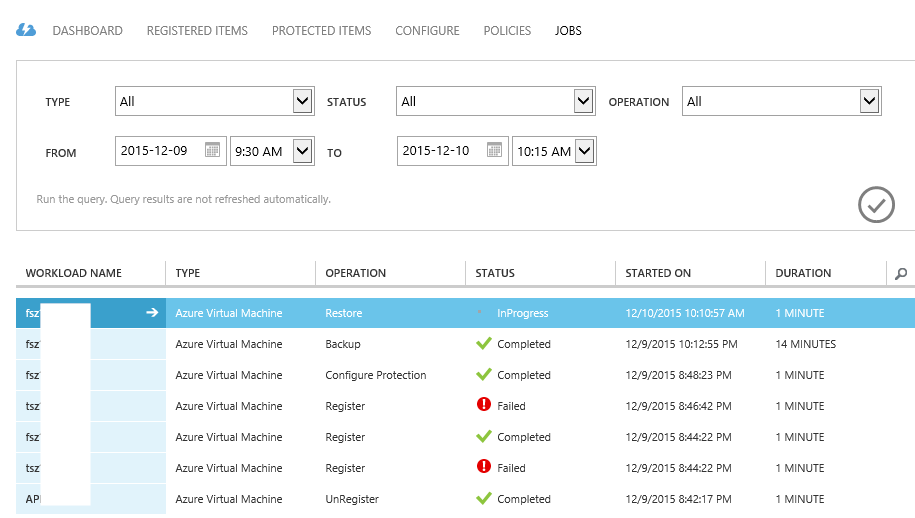 DASHBOARD REGISTERED ITEMS PROTECTED ITEMS CONFIGURE POLICIES JOBS
TYPE All STATUS All OPERATION All
FROM 2015-12-09 9:30 AM TO 2015-12-10 10:15 AM
Run the query. Query results are not refreshed automatically.
WORKLOAD NAME TYPE OPERATION STATUS STARTED ON DURATION
fsz Azure Virtual Machine Restore InProgress 12/10/2015 10:10:57 AM 1 MINUTE
fsz Azure Virtual Machine Backup Completed 12/9/2015 10:12:55 PM 14 MINUTES
fsz Azure Virtual Machine Configure Protection Completed 12/9/2015 8:48:23 PM 1 MINUTE
tsz Azure Virtual Machine Register Failed 12/9/2015 8:46:42 PM 1 MINUTE
fsz Azure Virtual Machine Register Completed 12/9/2015 8:44:22 PM 1 MINUTE
tsz Azure Virtual Machine Register Failed 12/9/2015 8:44:22 PM 1 MINUTE
AP Azure Virtual Machine UnRegister Completed 12/9/2015 8:42:17 PM 1 MINUTE